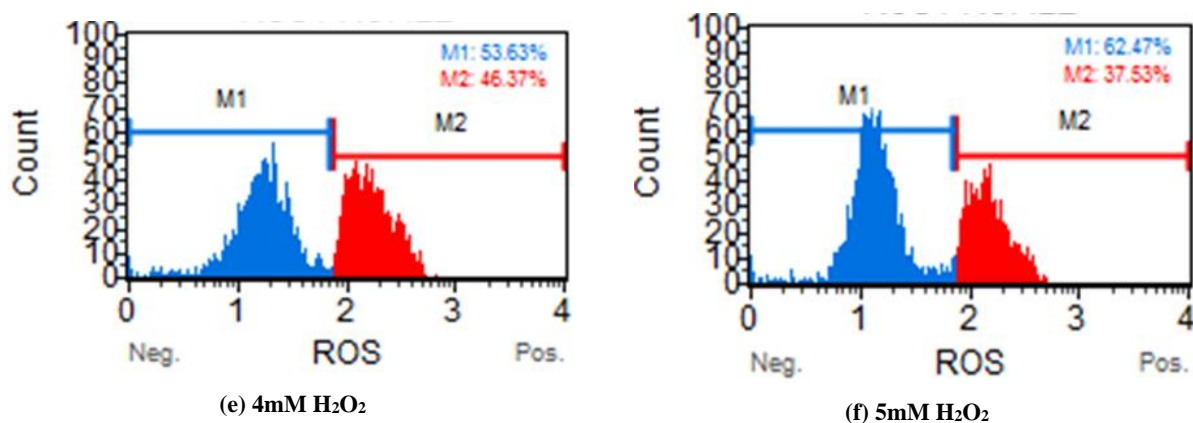 M1: 53.63%
M2: 46.37%
M1
M2
Count
100
90
80
70
60
50
40
30
20
10
0
0 1 2 3 4
Neg. ROS Pos.
(e) 4mM H₂O₂
M1: 62.47%
M2: 37.53%
M1
M2
Count
100
90
80
70
60
50
40
30
20
10
0
0 1 2 3 4
Neg. ROS Pos.
(f) 5mM H₂O₂